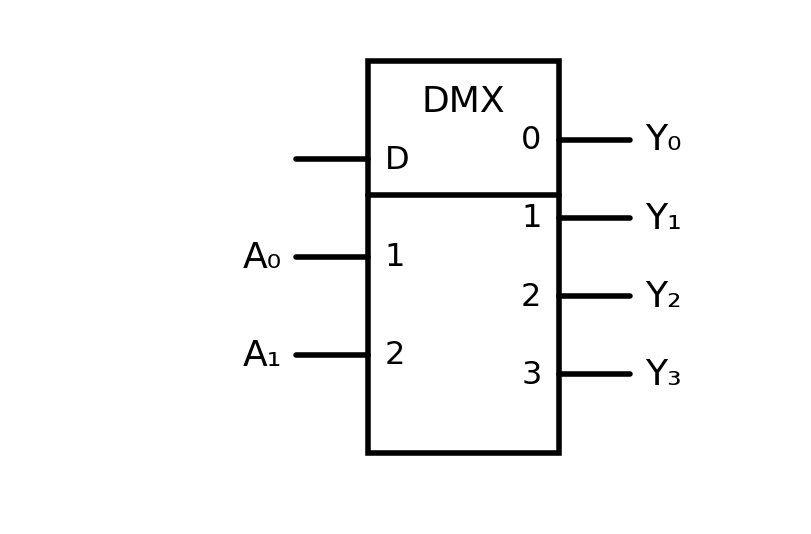 DMX
0 Y₀
D
1 Y₁
A₀ 1
2 Y₂
A₁ 2
3 Y₃